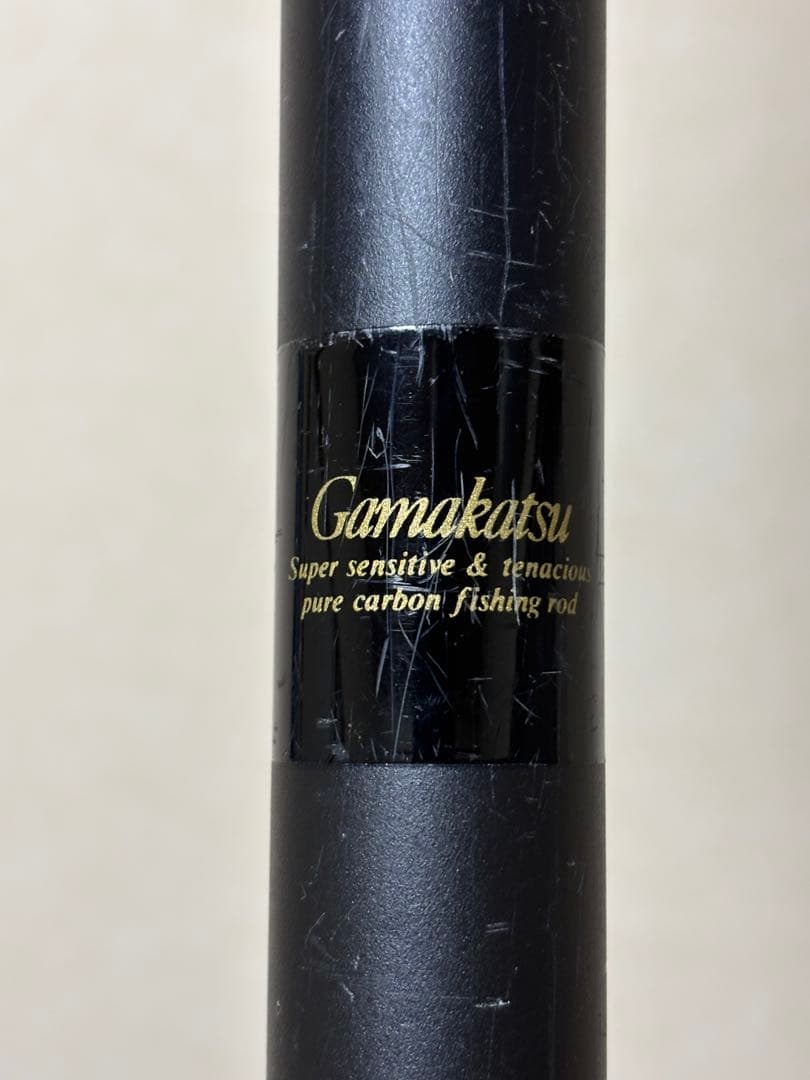 Gamakatsu
Super sensitive & tenacious
pure carbon fishing rod